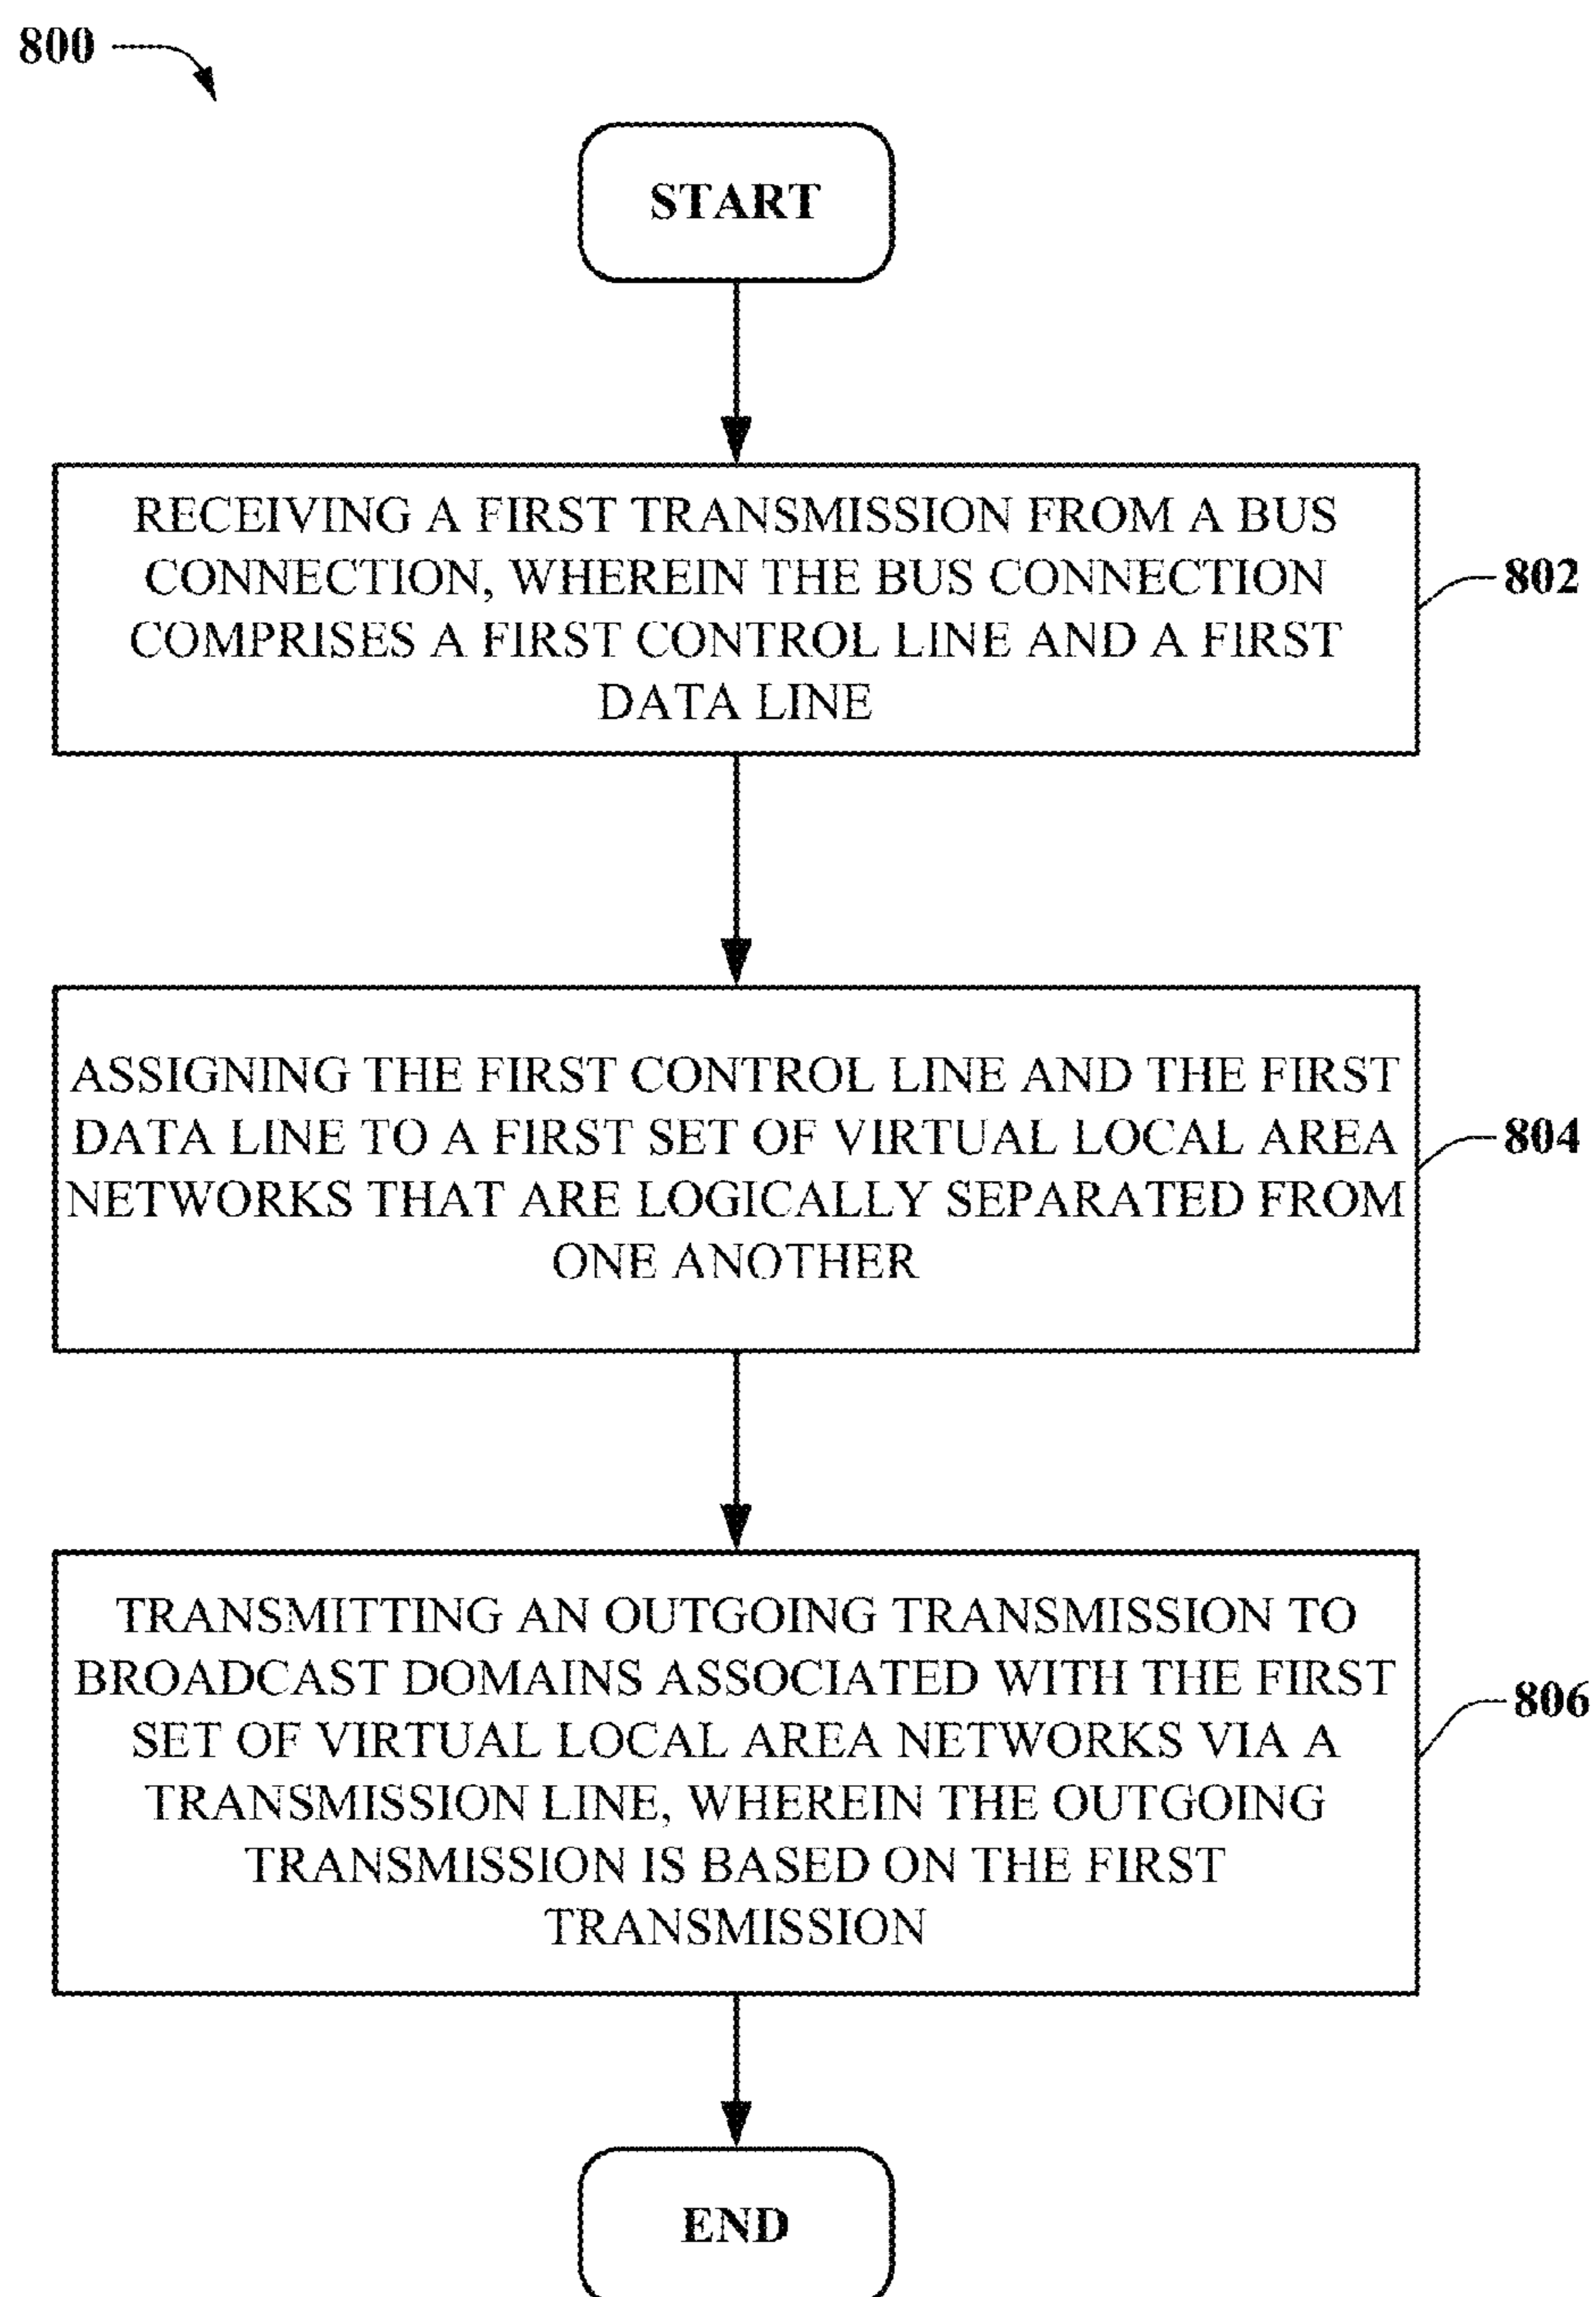 800
START
RECEIVING A FIRST TRANSMISSION FROM A BUS
CONNECTION, WHEREIN THE BUS CONNECTION
COMPRISES A FIRST CONTROL LINE AND A FIRST
DATA LINE
802
ASSIGNING THE FIRST CONTROL LINE AND THE FIRST
DATA LINE TO A FIRST SET OF VIRTUAL LOCAL AREA
NETWORKS THAT ARE LOGICALLY SEPARATED FROM
ONE ANOTHER
804
TRANSMITTING AN OUTGOING TRANSMISSION TO
BROADCAST DOMAINS ASSOCIATED WITH THE FIRST
SET OF VIRTUAL LOCAL AREA NETWORKS VIA A
TRANSMISSION LINE, WHEREIN THE OUTGOING
TRANSMISSION IS BASED ON THE FIRST
TRANSMISSION
806
END